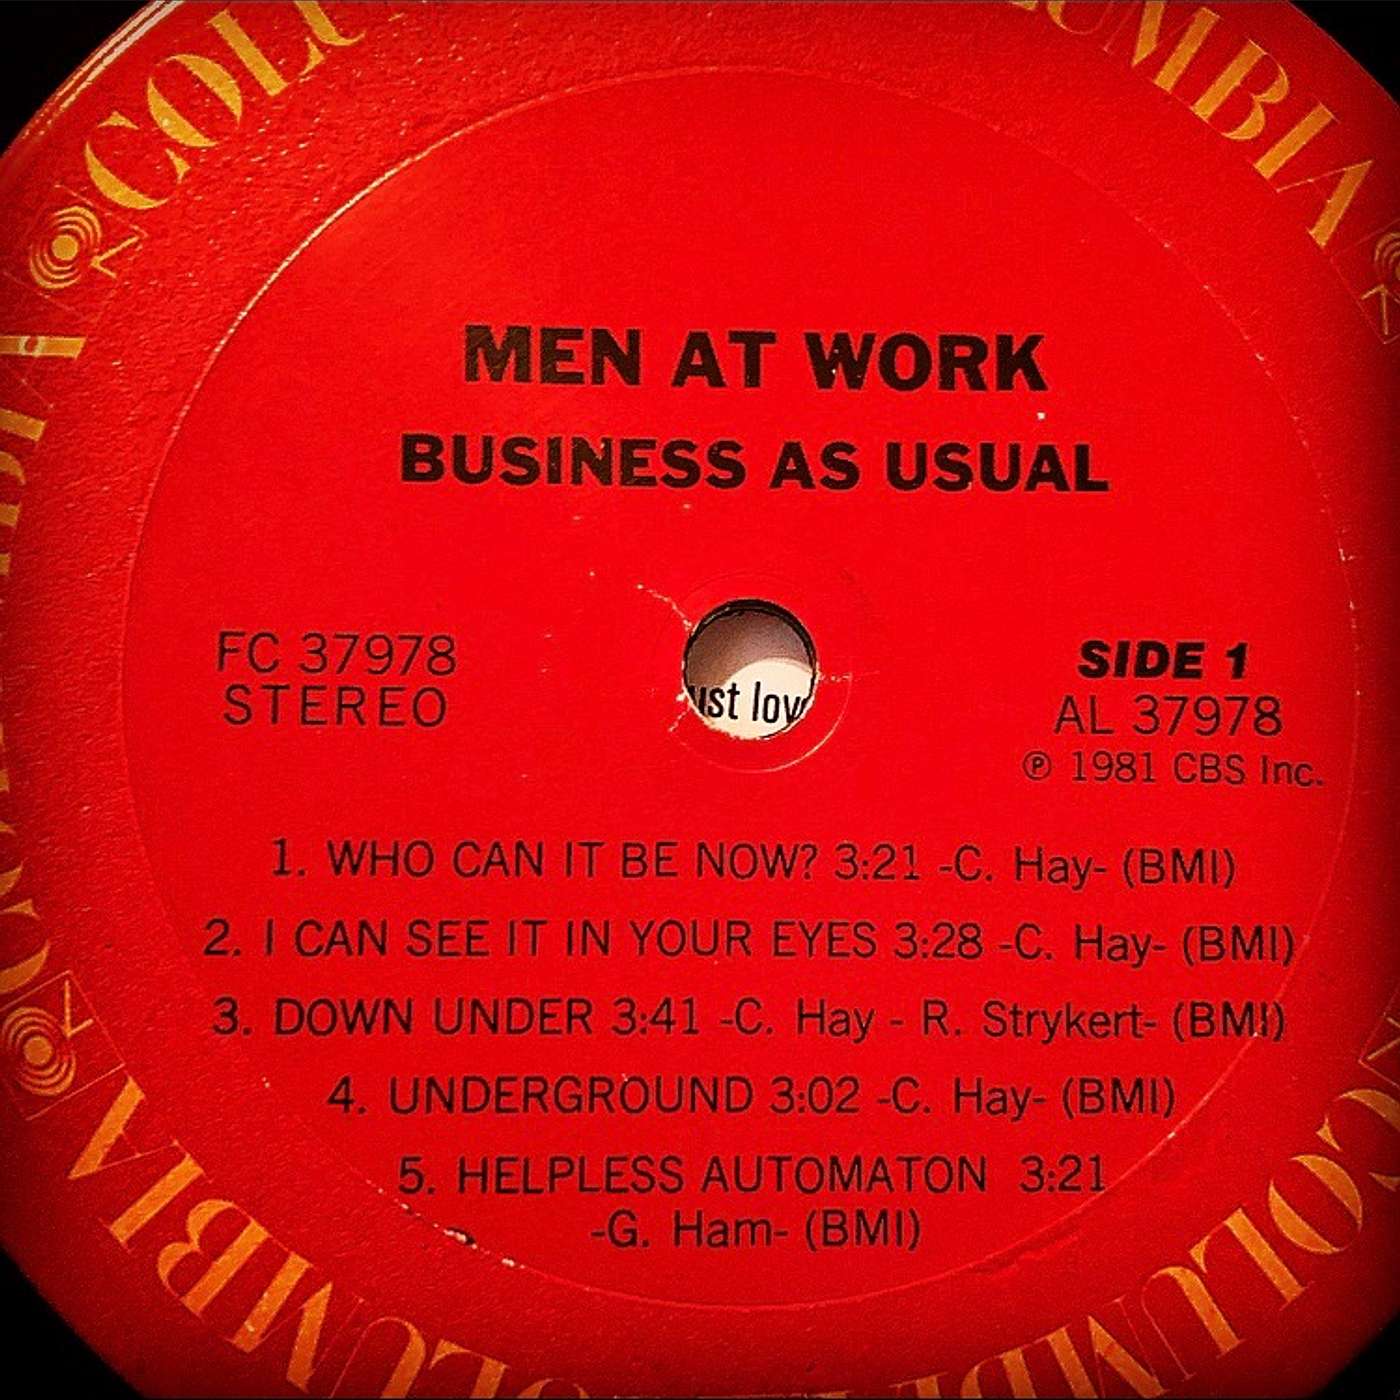 COLUMBIA
MEN AT WORK
BUSINESS AS USUAL
FC 37978
STEREO
SIDE 1
AL 37978
Ⓟ 1981 CBS Inc.
lov
1. WHO CAN IT BE NOW? 3:21 -C. Hay- (BMI)
2. I CAN SEE IT IN YOUR EYES 3:28 -C. Hay- (BMI)
3. DOWN UNDER 3:41 -C. Hay - R. Strykert- (BMI)
4. UNDERGROUND 3:02 -C. Hay- (BMI)
5. HELPLESS AUTOMATON 3:21
-G. Ham- (BMI)
COLUMBIA